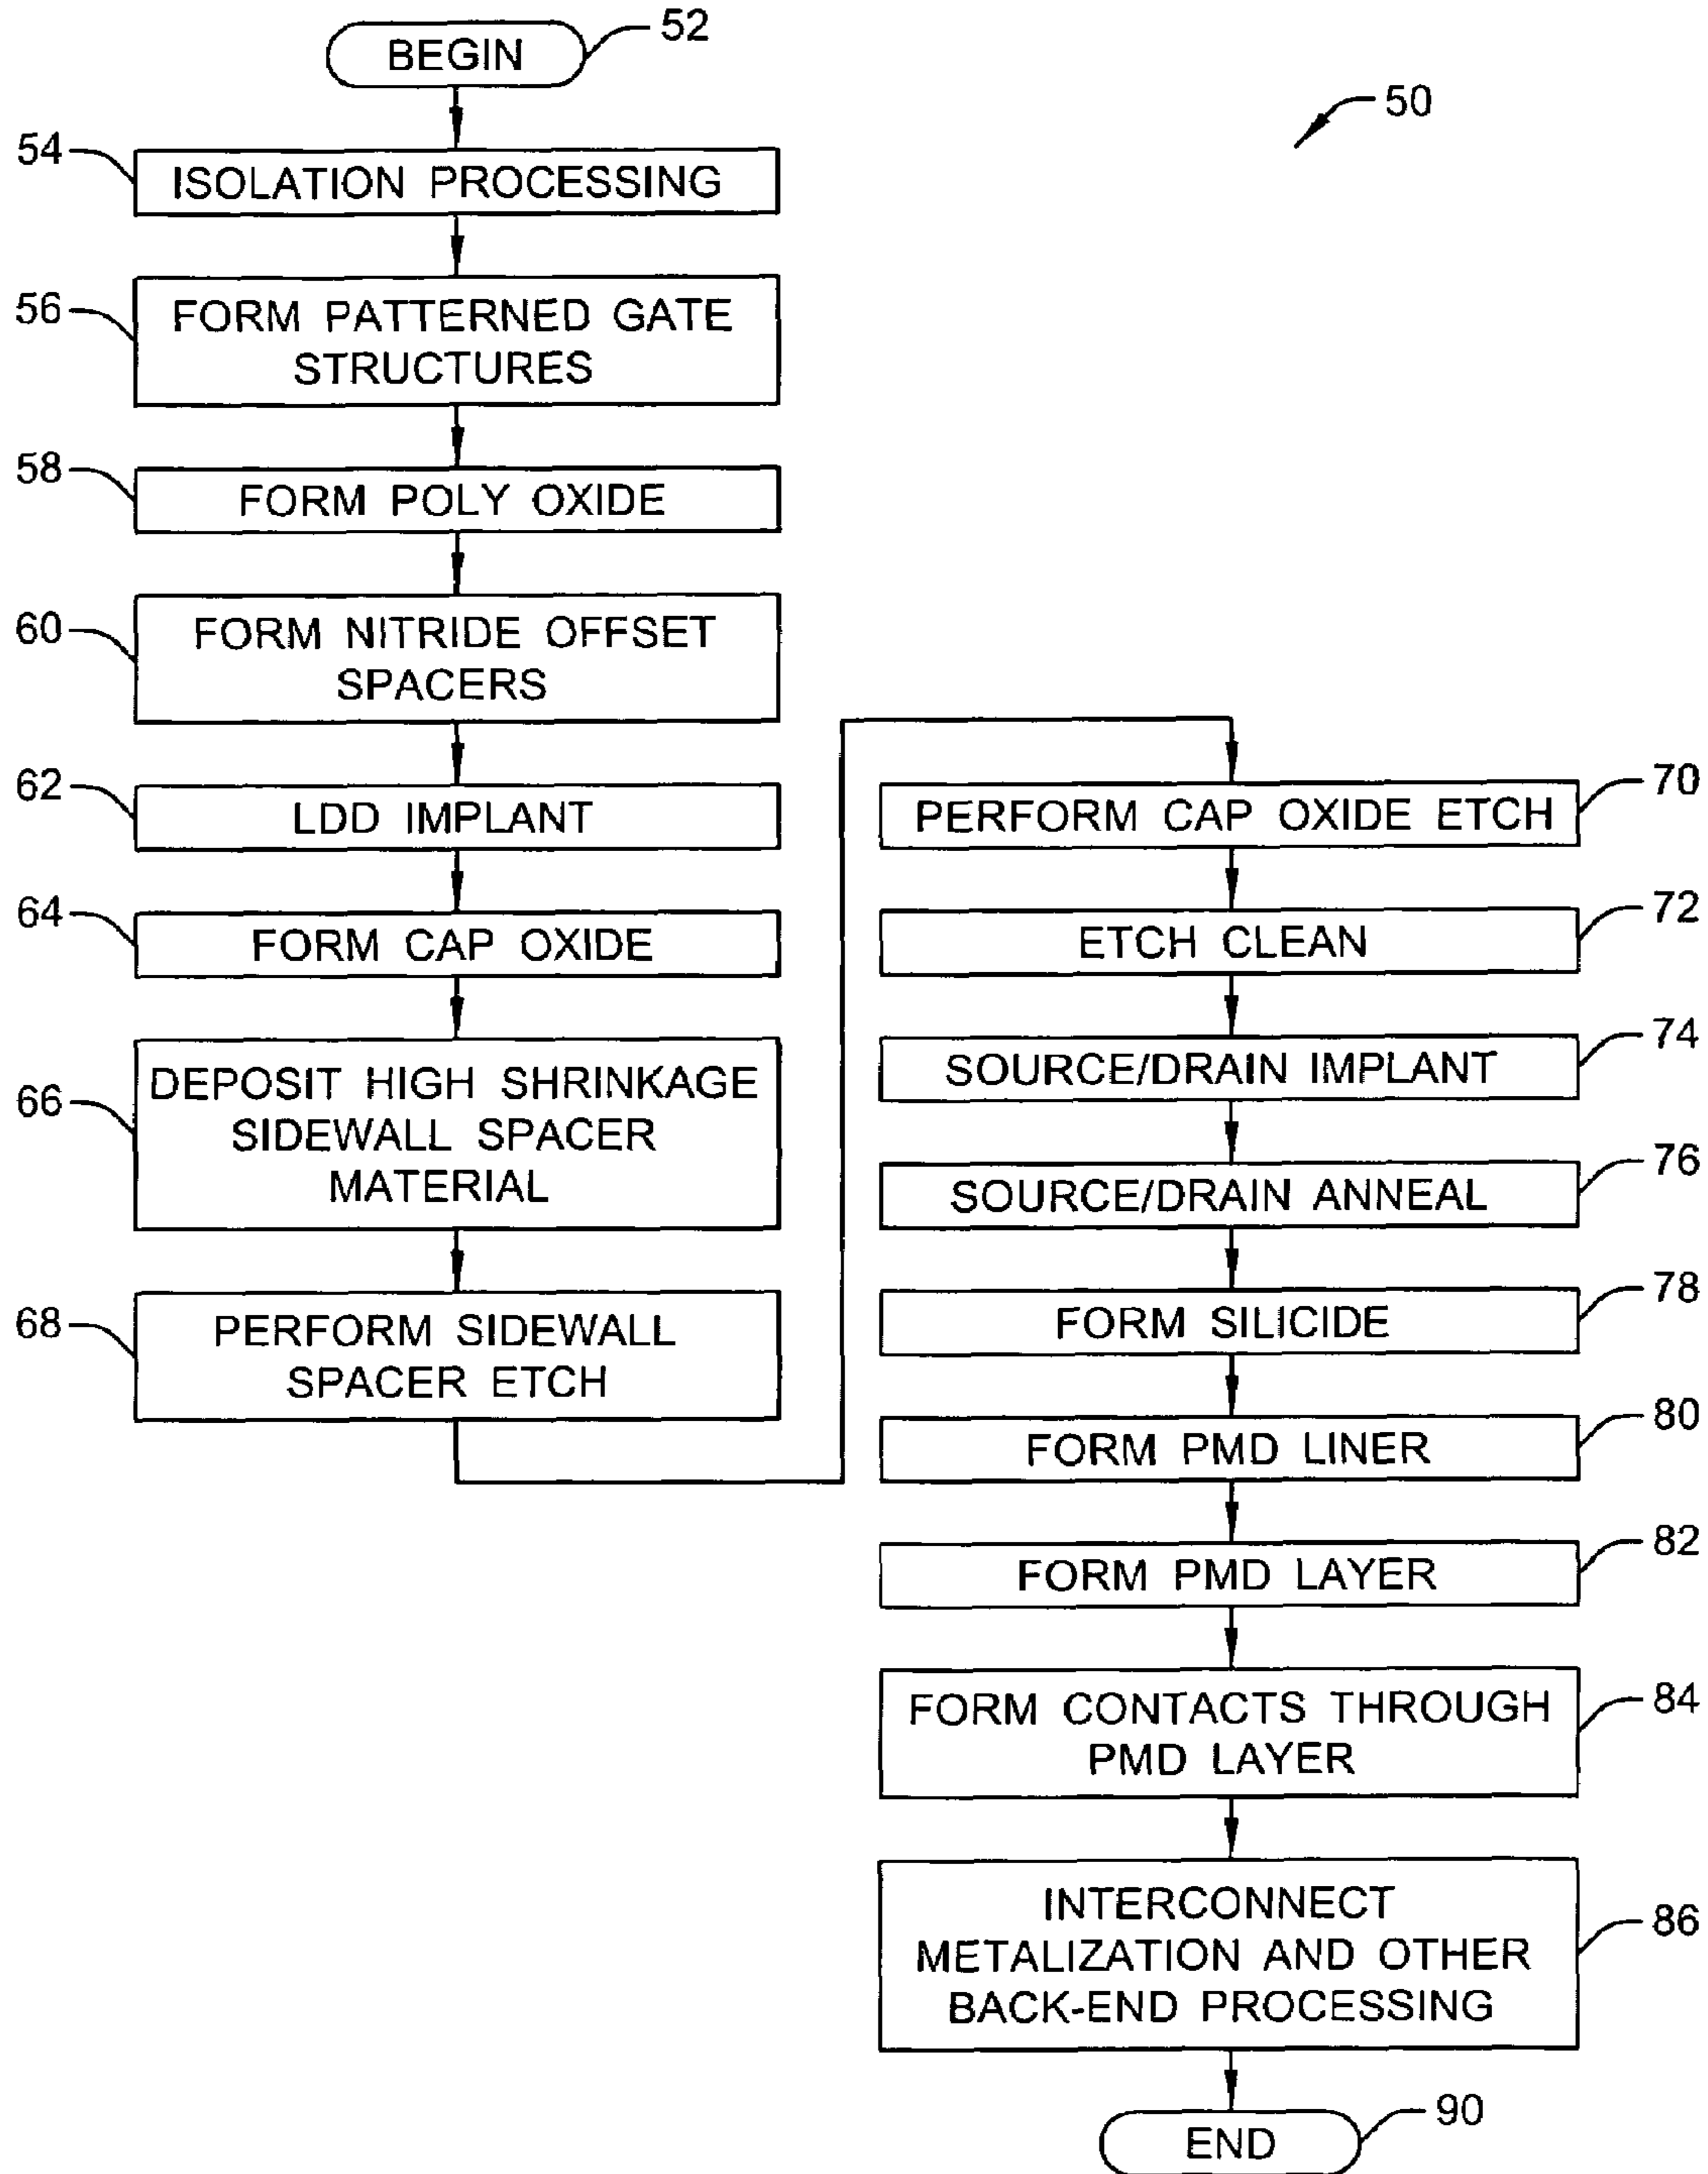 BEGIN
52
50
54
ISOLATION PROCESSING
56
FORM PATTERNED GATE
STRUCTURES
58
FORM POLY OXIDE
60
FORM NITRIDE OFFSET
SPACERS
62
LDD IMPLANT
64
FORM CAP OXIDE
66
DEPOSIT HIGH SHRINKAGE
SIDEWALL SPACER
MATERIAL
68
PERFORM SIDEWALL
SPACER ETCH
PERFORM CAP OXIDE ETCH
70
ETCH CLEAN
72
SOURCE/DRAIN IMPLANT
74
SOURCE/DRAIN ANNEAL
76
FORM SILICIDE
78
FORM PMD LINER
80
FORM PMD LAYER
82
FORM CONTACTS THROUGH
PMD LAYER
84
INTERCONNECT
METALIZATION AND OTHER
BACK-END PROCESSING
86
END
90